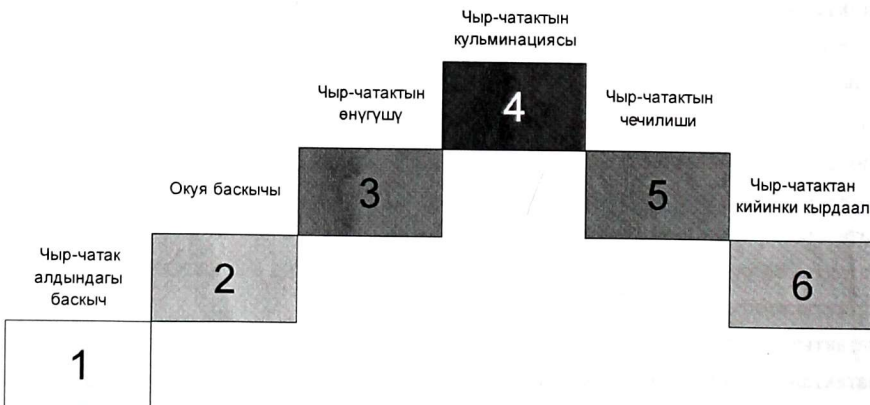 Чыр-чатактын
кульминациясы
4
Чыр-чатактын
өнүгүшү
3
Чыр-чатактын
чечилиши
5
Окуя баскычы
2
Чыр-чатактан
кийинки кырдаал
6
Чыр-чатак
алдындагы
баскыч
1